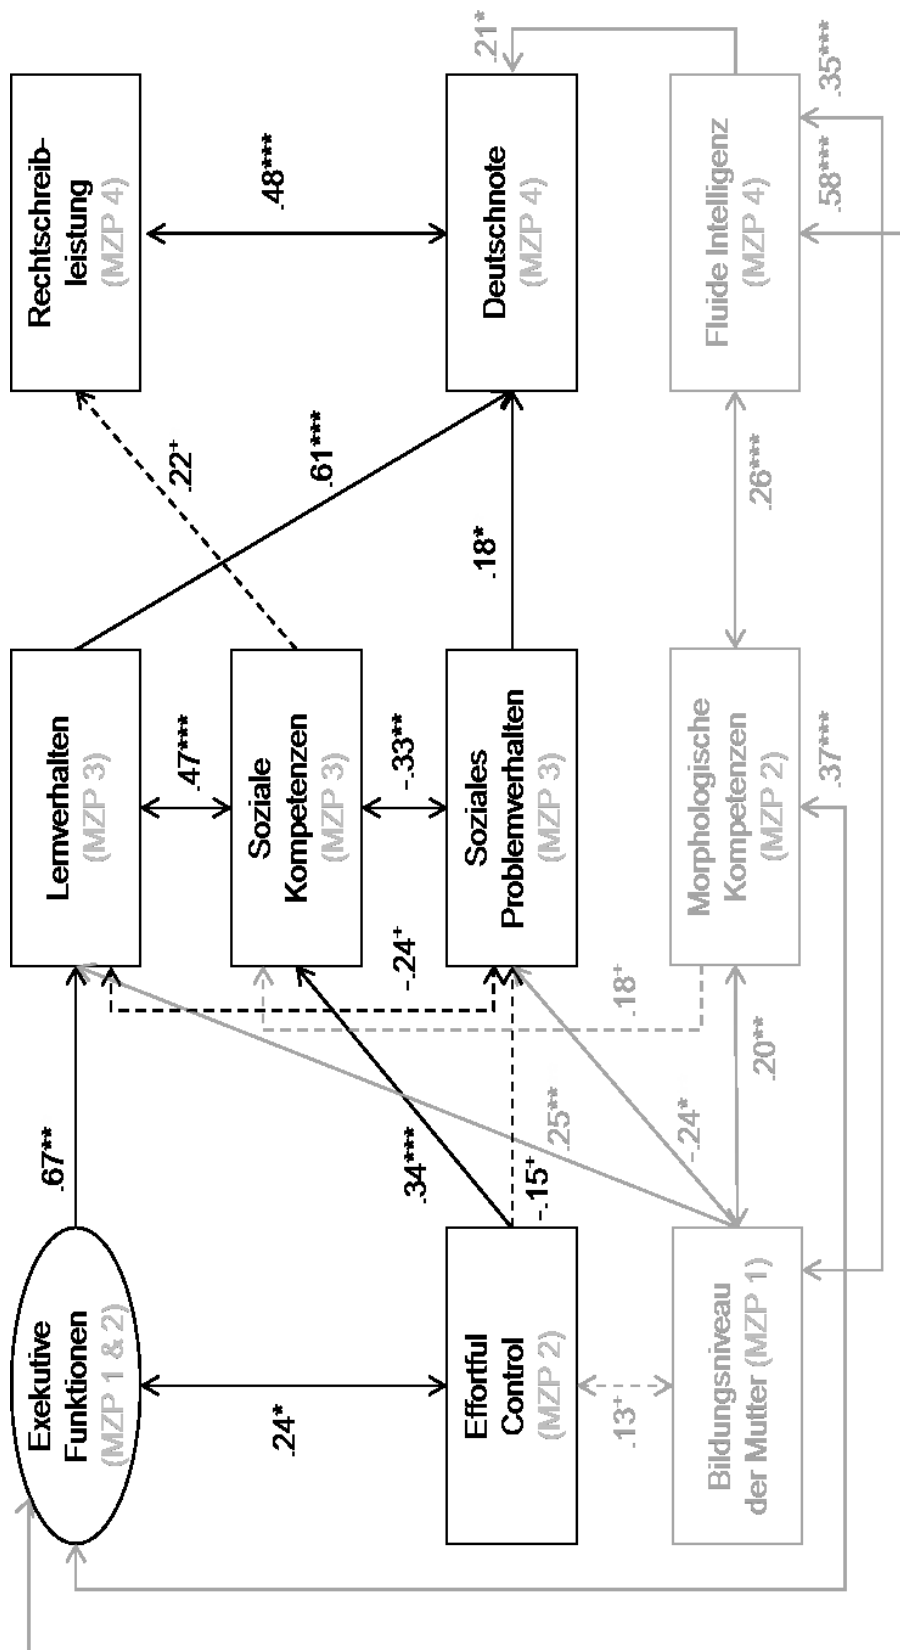 Exekutive
Funktionen
(MZP 1 & 2)
.67**
Lernverhalten
(MZP 3)
Rechtschreib-
leistung
(MZP 4)
.24*
.47***
.22⁺
.48***
.34***
Soziale
Kompetenzen
(MZP 3)
.61***
-.24⁺
-.33**
Effortful
Control
(MZP 2)
-.15⁺
Soziales
Problemverhalten
(MZP 3)
.18*
Deutschnote
(MZP 4)
.21*
.13⁺
.25**
.18⁺
-.24*
Bildungsniveau
der Mutter (MZP 1)
.20**
Morphologische
Kompetenzen
(MZP 2)
.26***
Fluide Intelligenz
(MZP 4)
.37***
.58***
.35***